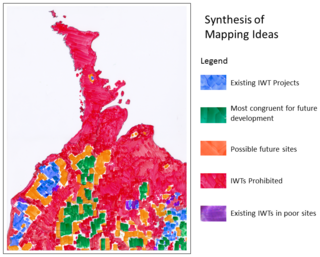 Synthesis of
Mapping Ideas
Legend
Existing IWT Projects
Most congruent for future
development
Possible future sites
IWTs Prohibited
Existing IWTs in poor sites